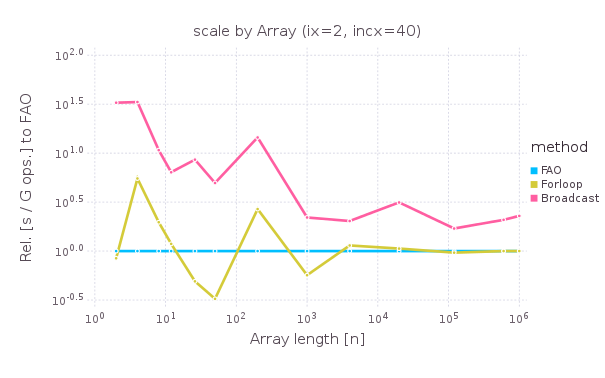 scale by Array (ix=2, incx=40)
Rel. [s / G ops.] to FAO
10^2.0
10^1.5
10^1.0
10^0.5
10^0.0
10^-0.5
10^0
10^1
10^2
10^3
10^4
10^5
10^6
Array length [n]
method
FAO
Forloop
Broadcast